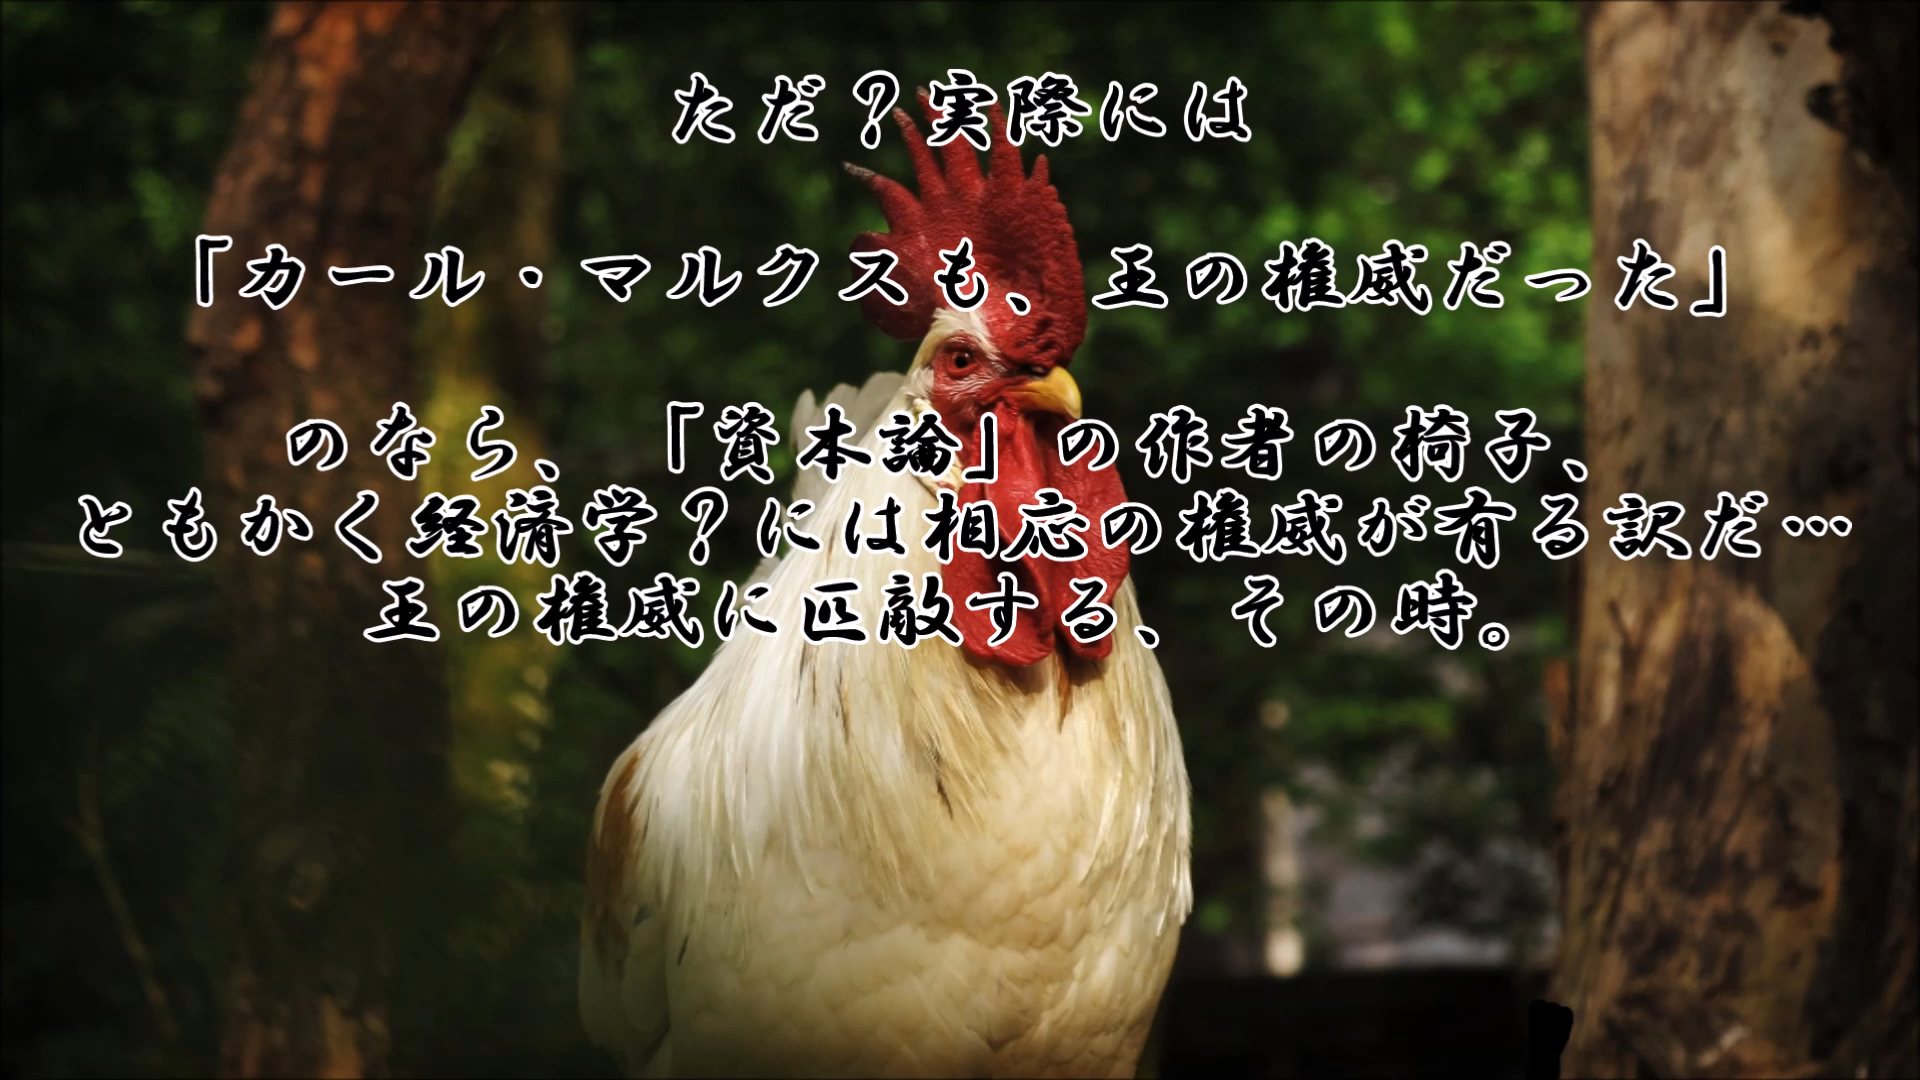 ただ？実際には
「カール・マルクスも、王の権威だった」
のなら、「資本論」の作者の椅子、
ともかく経済学？には相応の権威が有る訳だ…
王の権威に匹敵する、その時。